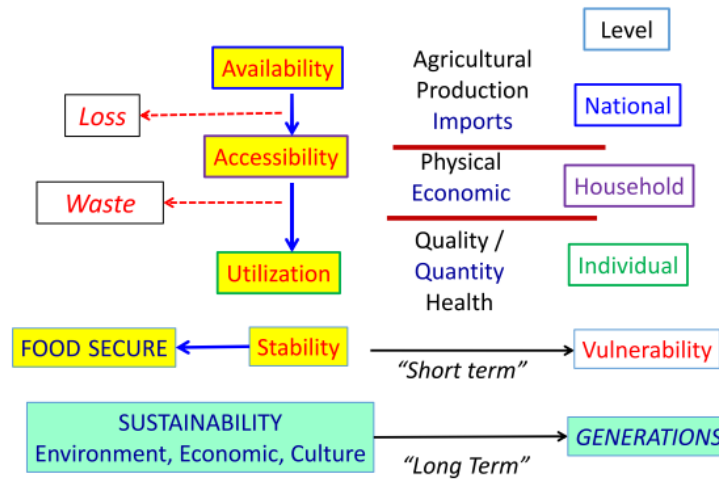 Level
Availability
Agricultural
Production
Imports
National
Loss
Accessibility
Physical
Economic
Household
Waste
Utilization
Quality /
Quantity
Health
Individual
FOOD SECURE
Stability
“Short term”
Vulnerability
SUSTAINABILITY
Environment, Economic, Culture
“Long Term”
GENERATIONS